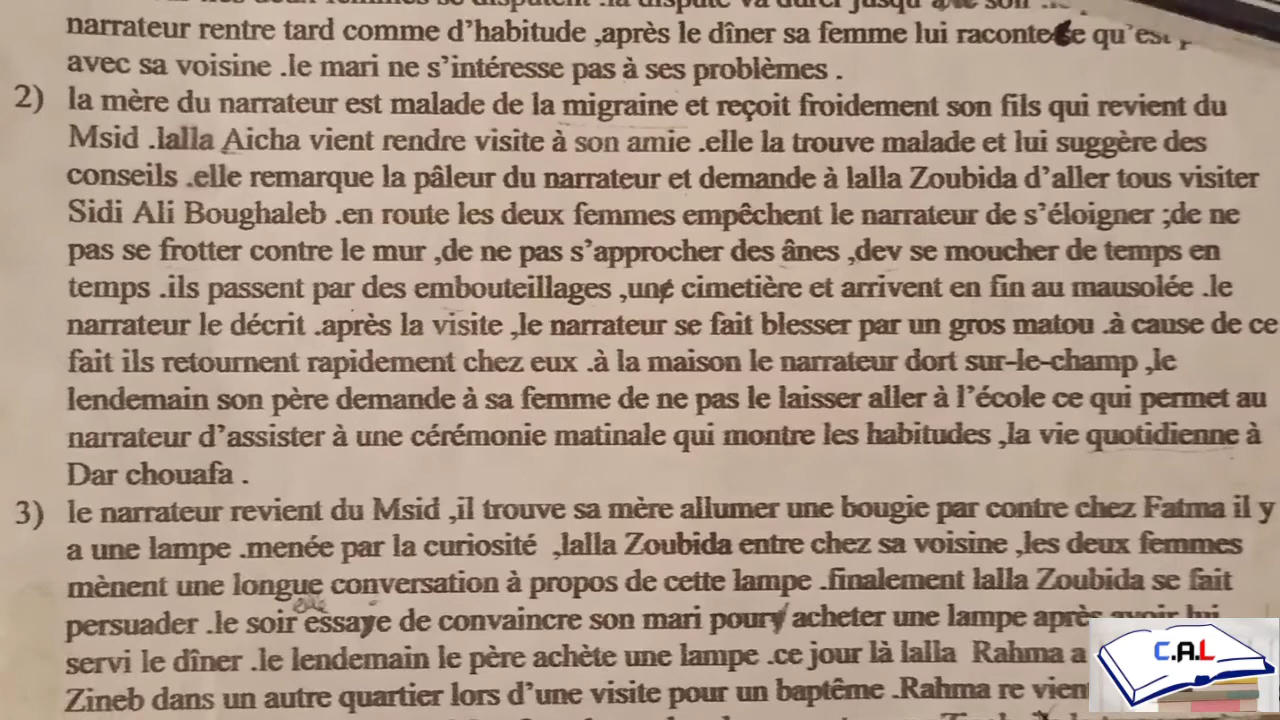 narrateur rentre tard comme d'habitude ,après le dîner sa femme lui raconte ce qu'est
avec sa voisine .le mari ne s'intéresse pas à ses problèmes .
2) la mère du narrateur est malade de la migraine et reçoit froidement son fils qui revient du
Msid .lalla Aicha vient rendre visite à son amie .elle la trouve malade et lui suggère des
conseils .elle remarque la pâleur du narrateur et demande à lalla Zoubida d'aller tous visiter
Sidi Ali Boughaleb .en route les deux femmes empêchent le narrateur de s'éloigner ;de ne
pas se frotter contre le mur ,de ne pas s'approcher des ânes ,dev se moucher de temps en
temps .ils passent par des embouteillages ,une cimetière et arrivent en fin au mausolée .le
narrateur le décrit .après la visite ,le narrateur se fait blesser par un gros matou .à cause de ce
fait ils retournent rapidement chez eux .à la maison le narrateur dort sur-le-champ ,le
lendemain son père demande à sa femme de ne pas le laisser aller à l'école ce qui permet au
narrateur d'assister à une cérémonie matinale qui montre les habitudes ,la vie quotidienne à
Dar chouafa .
3) le narrateur revient du Msid ,il trouve sa mère allumer une bougie par contre chez Fatma il y
a une lampe .menée par la curiosité ,lalla Zoubida entre chez sa voisine ,les deux femmes
mènent une longue conversation à propos de cette lampe .finalement lalla Zoubida se fait
persuader .le soir elle essaye de convaincre son mari pour acheter une lampe après avoir lui
servi le dîner .le lendemain le père achète une lampe .ce jour là lalla Rahma a
Zineb dans un autre quartier lors d'une visite pour un baptême .Rahma re vien
C.A.L